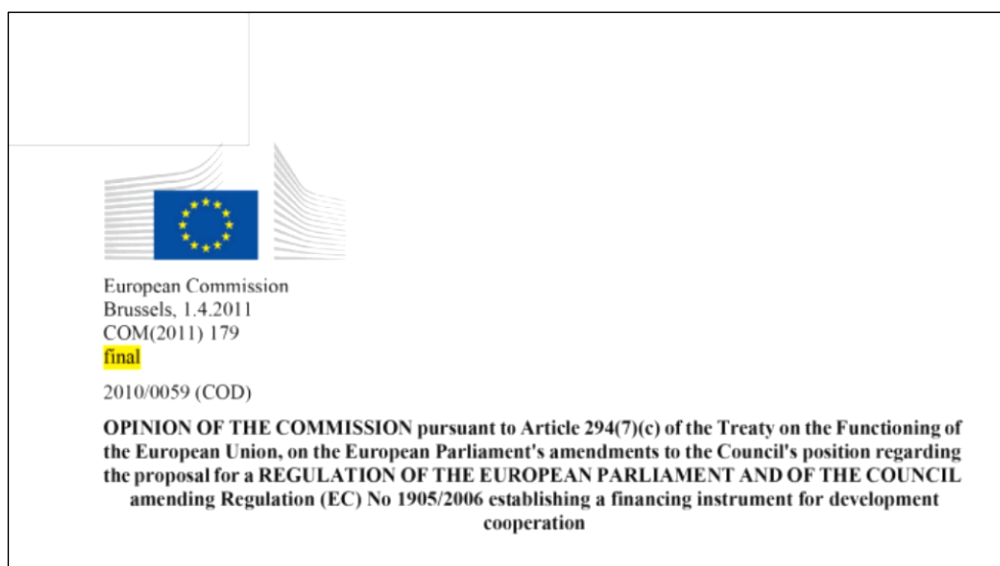 European Commission
Brussels, 1.4.2011
COM(2011) 179
final
2010/0059 (COD)
OPINION OF THE COMMISSION pursuant to Article 294(7)(c) of the Treaty on the Functioning of
the European Union, on the European Parliament's amendments to the Council's position regarding
the proposal for a REGULATION OF THE EUROPEAN PARLIAMENT AND OF THE COUNCIL
amending Regulation (EC) No 1905/2006 establishing a financing instrument for development
cooperation